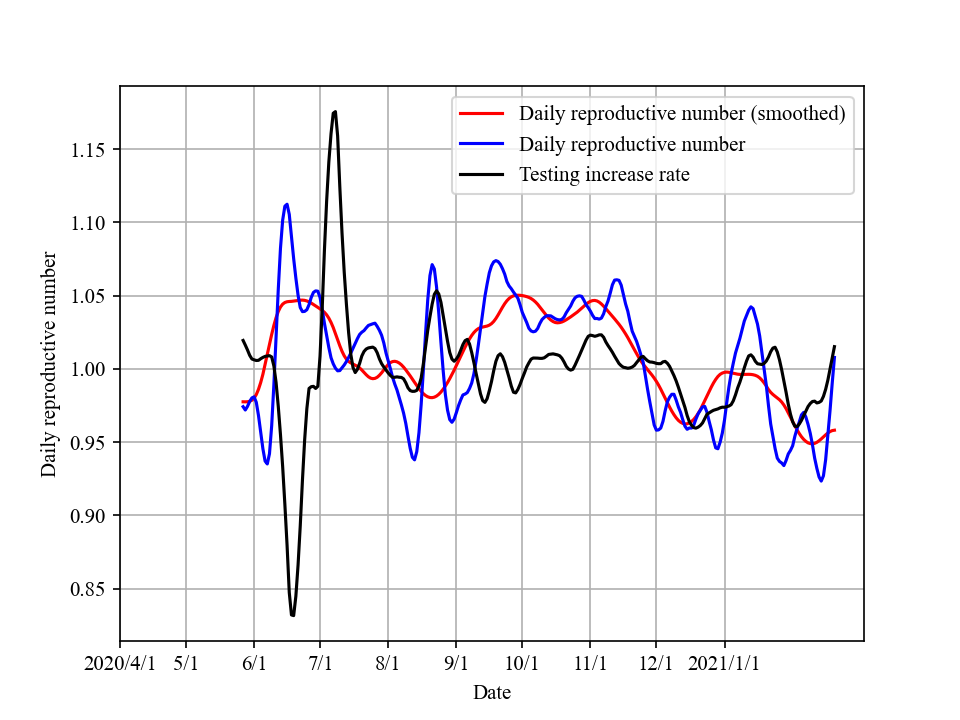 Daily reproductive number (smoothed)
Daily reproductive number
Testing increase rate
Daily reproductive number
1.15
1.10
1.05
1.00
0.95
0.90
0.85
2020/4/1 5/1 6/1 7/1 8/1 9/1 10/1 11/1 12/1 2021/1/1
Date